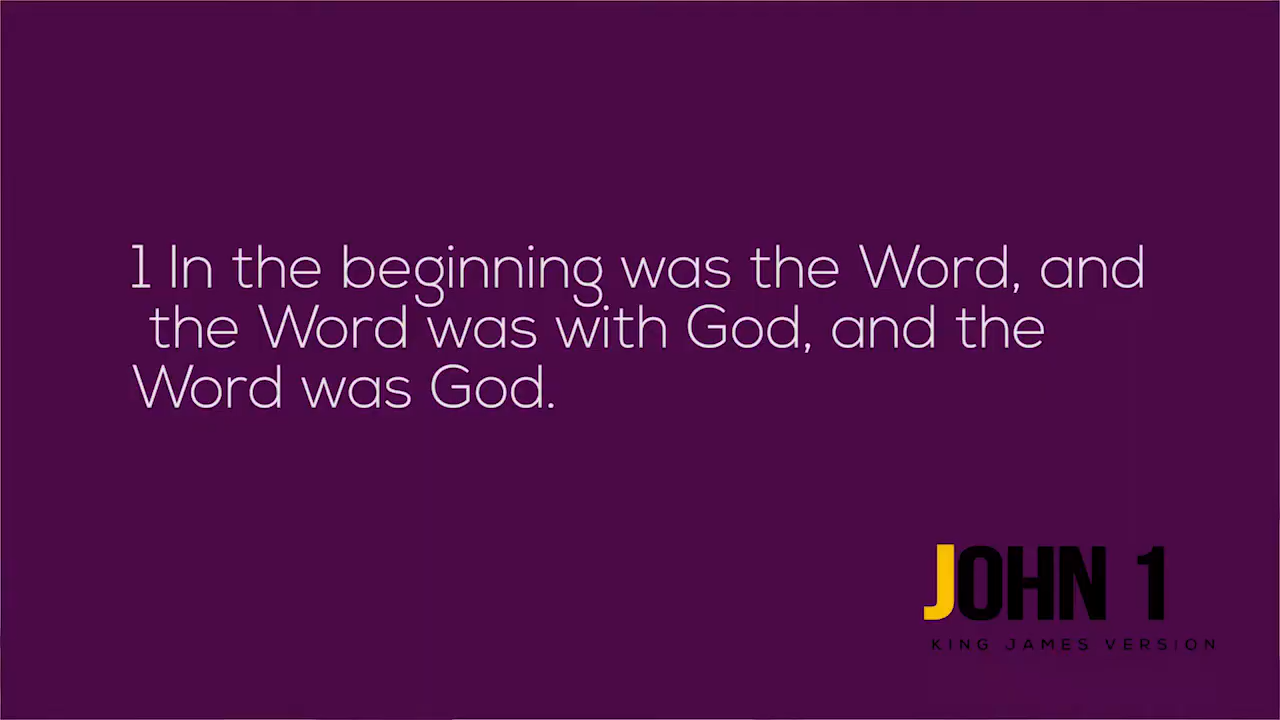 1 In the beginning was the Word, and
the Word was with God, and the
Word was God.
JOHN 1
KING JAMES VERSION